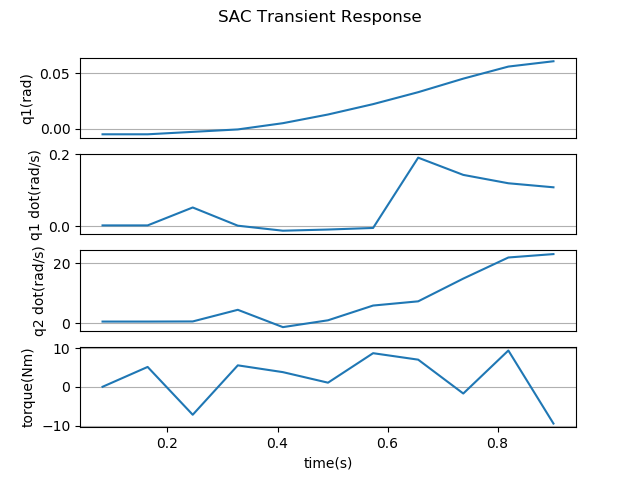 SAC Transient Response
0.05
0.00
q1(rad)
0.2
0.0
q1 dot(rad/s)
20
0
q2 dot(rad/s)
10
0
−10
torque(Nm)
0.2 0.4 0.6 0.8
time(s)